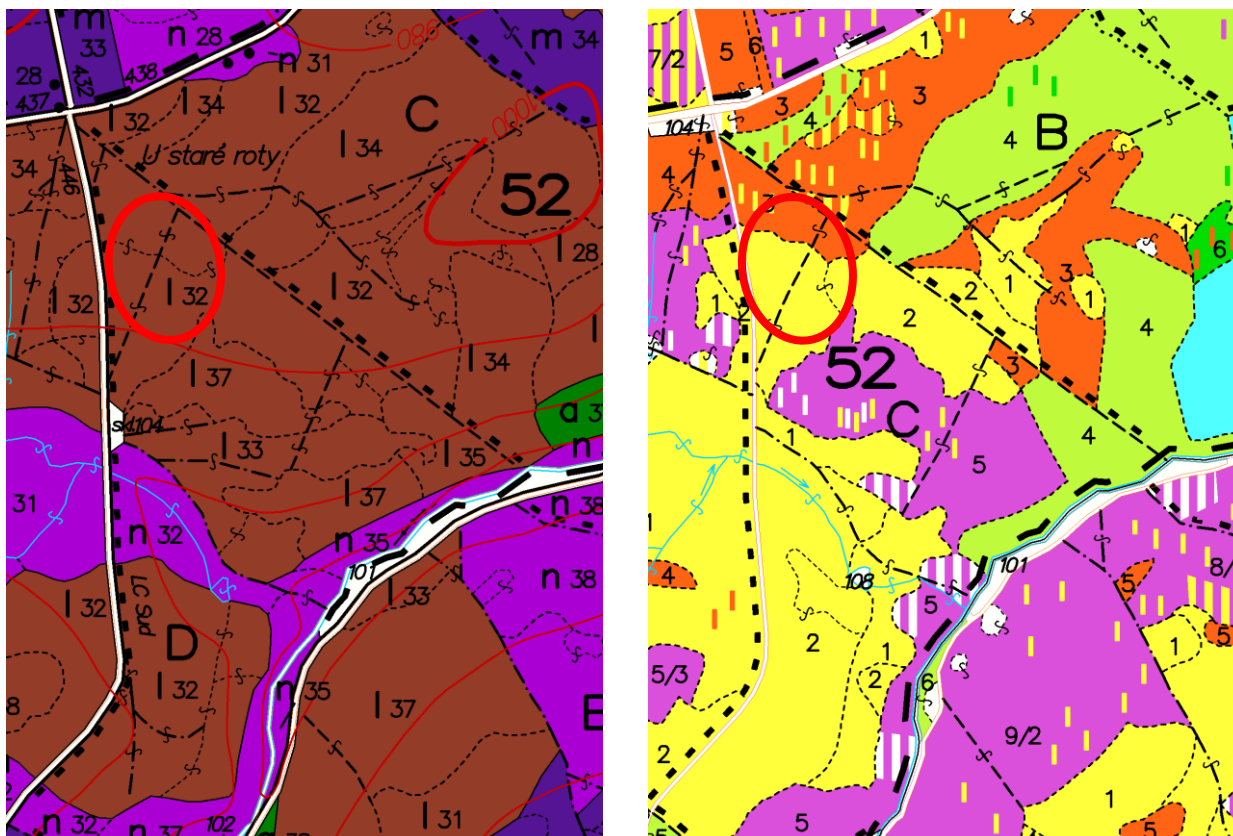 m
33
n 28
m 34
28
432
438
437
n 31
l 34
l 32
C
980
1000
l 32
U staré roty
l 34
34
446
52
l 28
l 32
l 32
l 32
l 34
l
l 37
a 3
104
l 33
l 35
n
l 37
n 38
31
n 32
n 35
101
l 33
n 38
l 32
D
l 32
n 35
l 37
E
8
2
n 32
n 37
102
l 31
7/2
5
6
1
3
3
4
104
4
B
4
3
1
6
1
2
2
1
3
1
2
52
4
3
C
1
4
5
1
108
101
4
5
8/
5
2
1
1
5/3
2
6
5
9/2
2
1
5
5